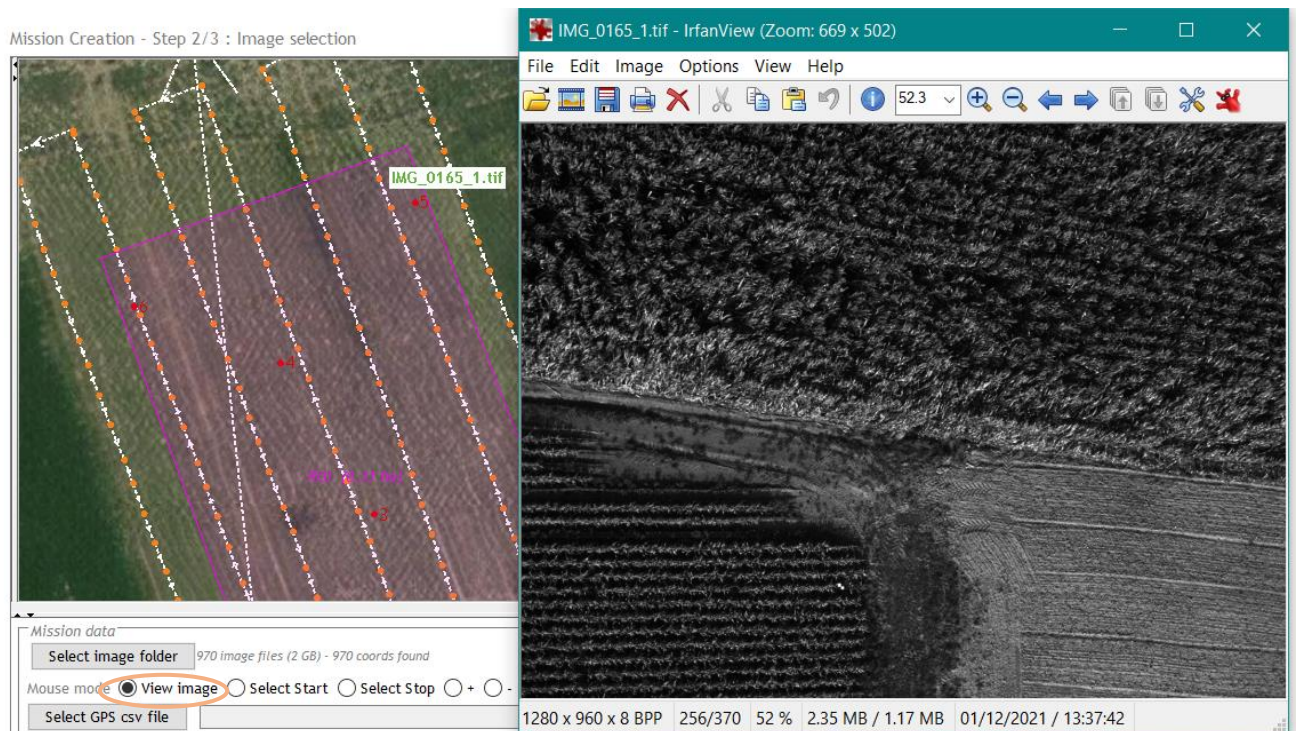 Mission Creation - Step 2/3 : Image selection
IMG_0165_1.tif
5
6
4
3
Mission data
Select image folder 970 image files (2 GB) - 970 coords found
Mouse mode View image Select Start Select Stop + -
Select GPS csv file
IMG_0165_1.tif - IrfanView (Zoom: 669 x 502)
File Edit Image Options View Help
52.3
1280 x 960 x 8 BPP 256/370 52 % 2.35 MB / 1.17 MB 01/12/2021 / 13:37:42